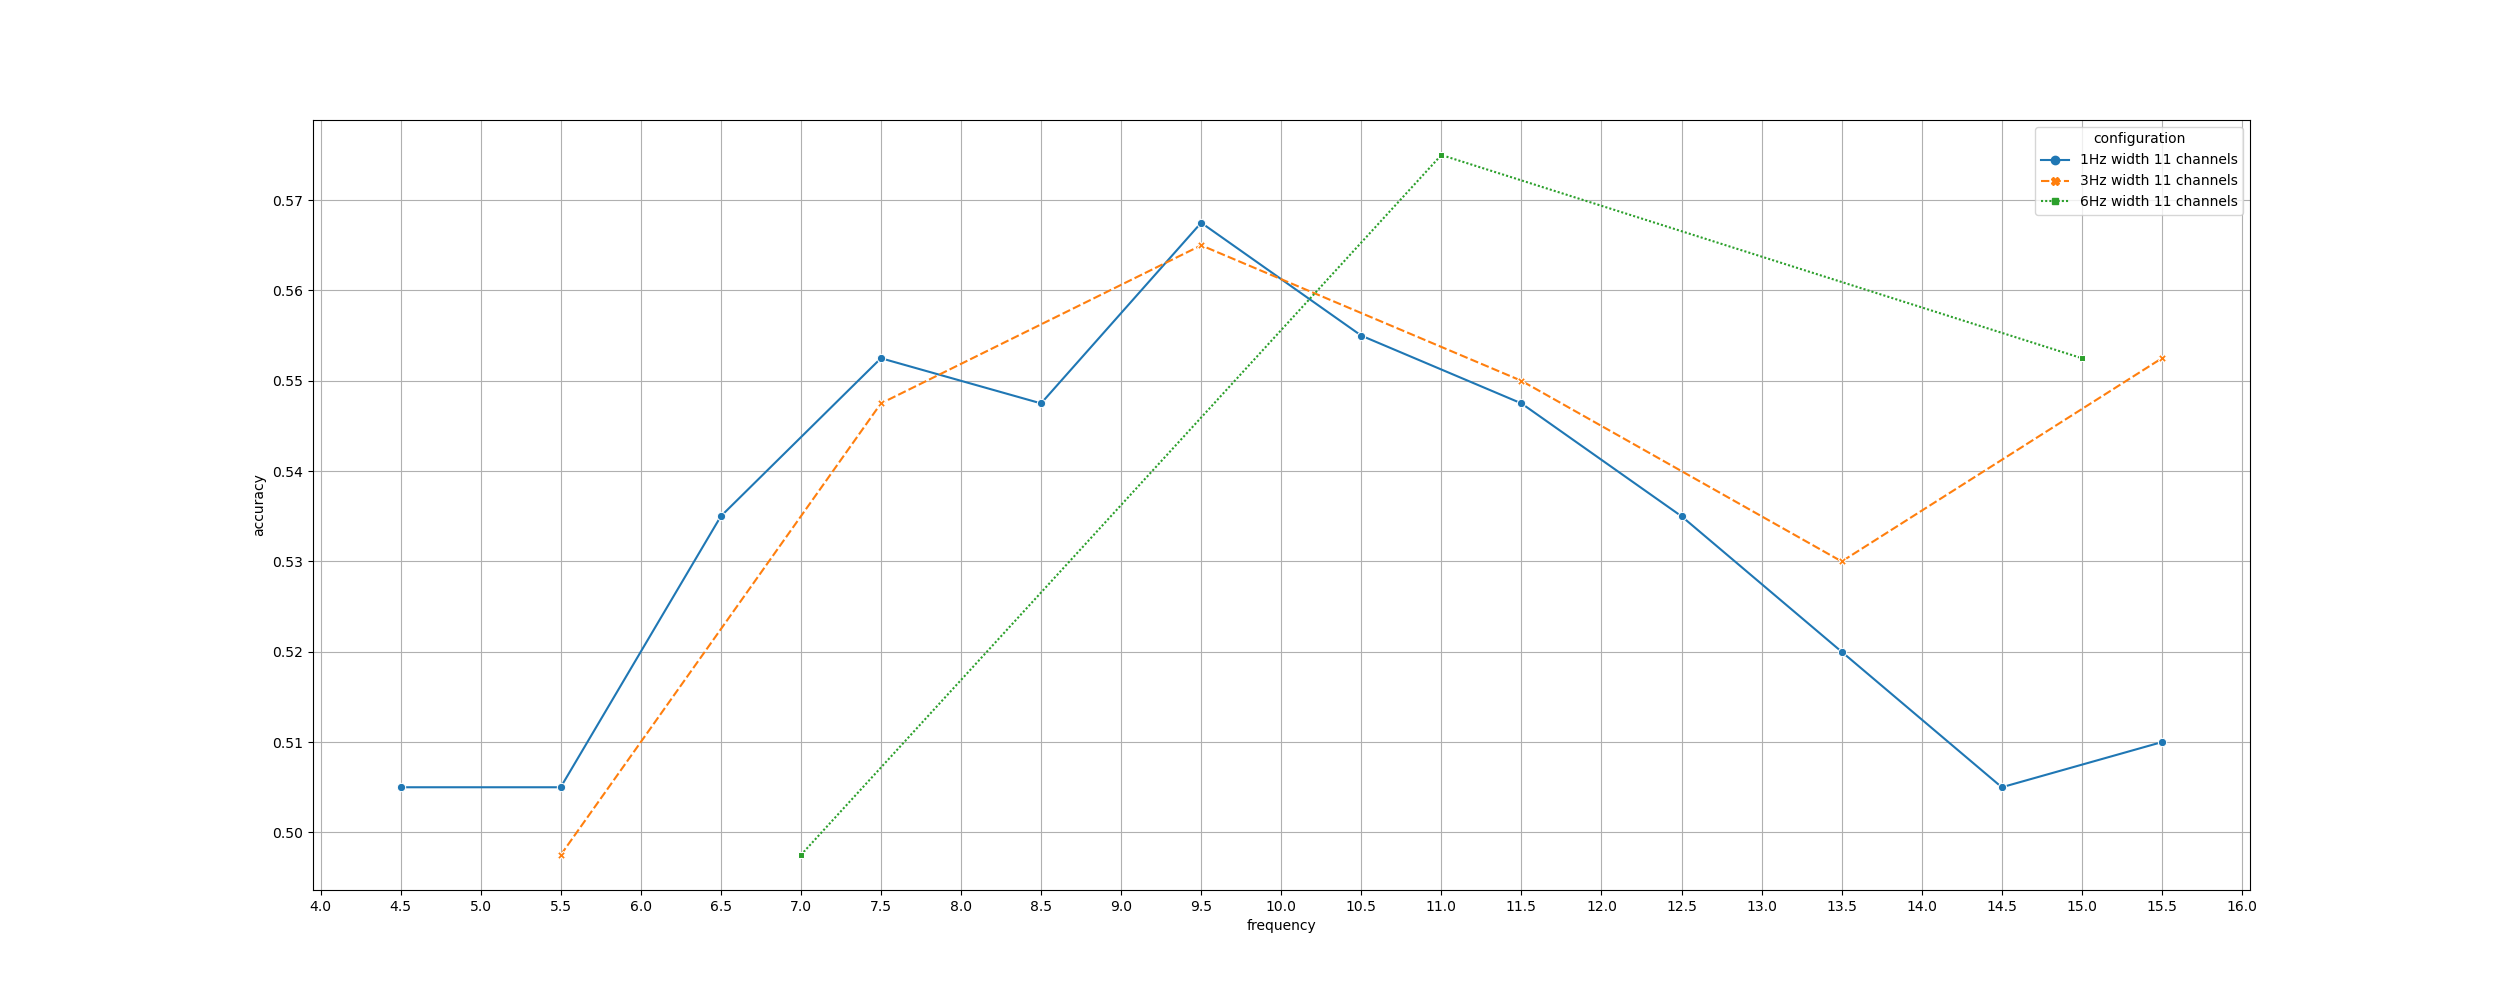 configuration
1Hz width 11 channels
3Hz width 11 channels
6Hz width 11 channels
0.57
0.56
0.55
0.54
0.53
0.52
0.51
0.50
accuracy
4.0 4.5 5.0 5.5 6.0 6.5 7.0 7.5 8.0 8.5 9.0 9.5 10.0 10.5 11.0 11.5 12.0 12.5 13.0 13.5 14.0 14.5 15.0 15.5 16.0
frequency